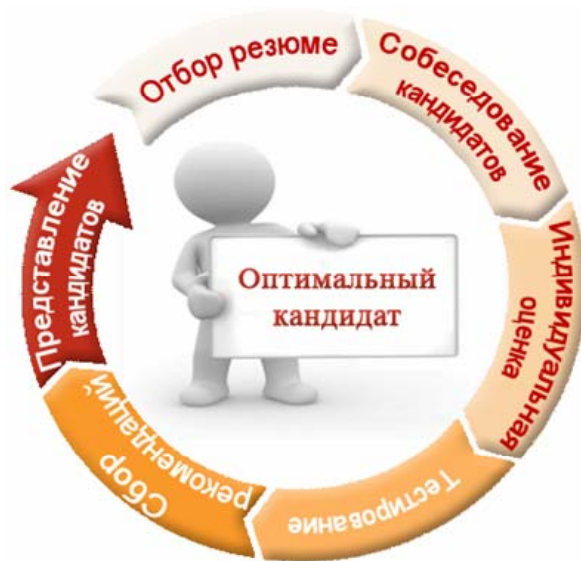 Отбор резюме
Собеседование
кандидатов
Индивидуальная
оценка
Тестирование
Сбор
рекомендаций
Представление
кандидатов
Оптимальный
кандидат